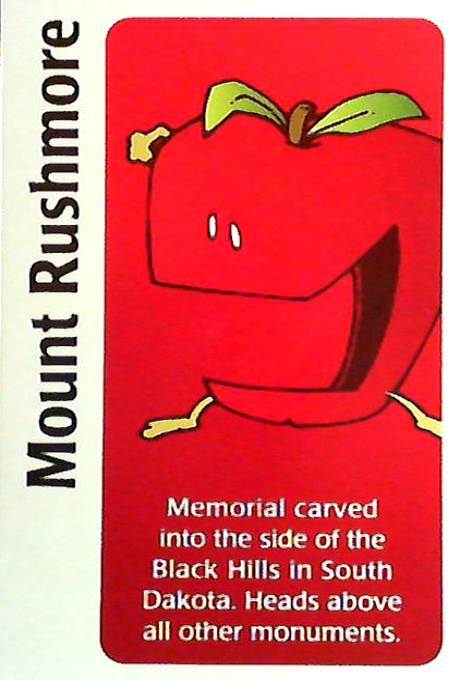 Mount Rushmore
Memorial carved
into the side of the
Black Hills in South
Dakota. Heads above
all other monuments.